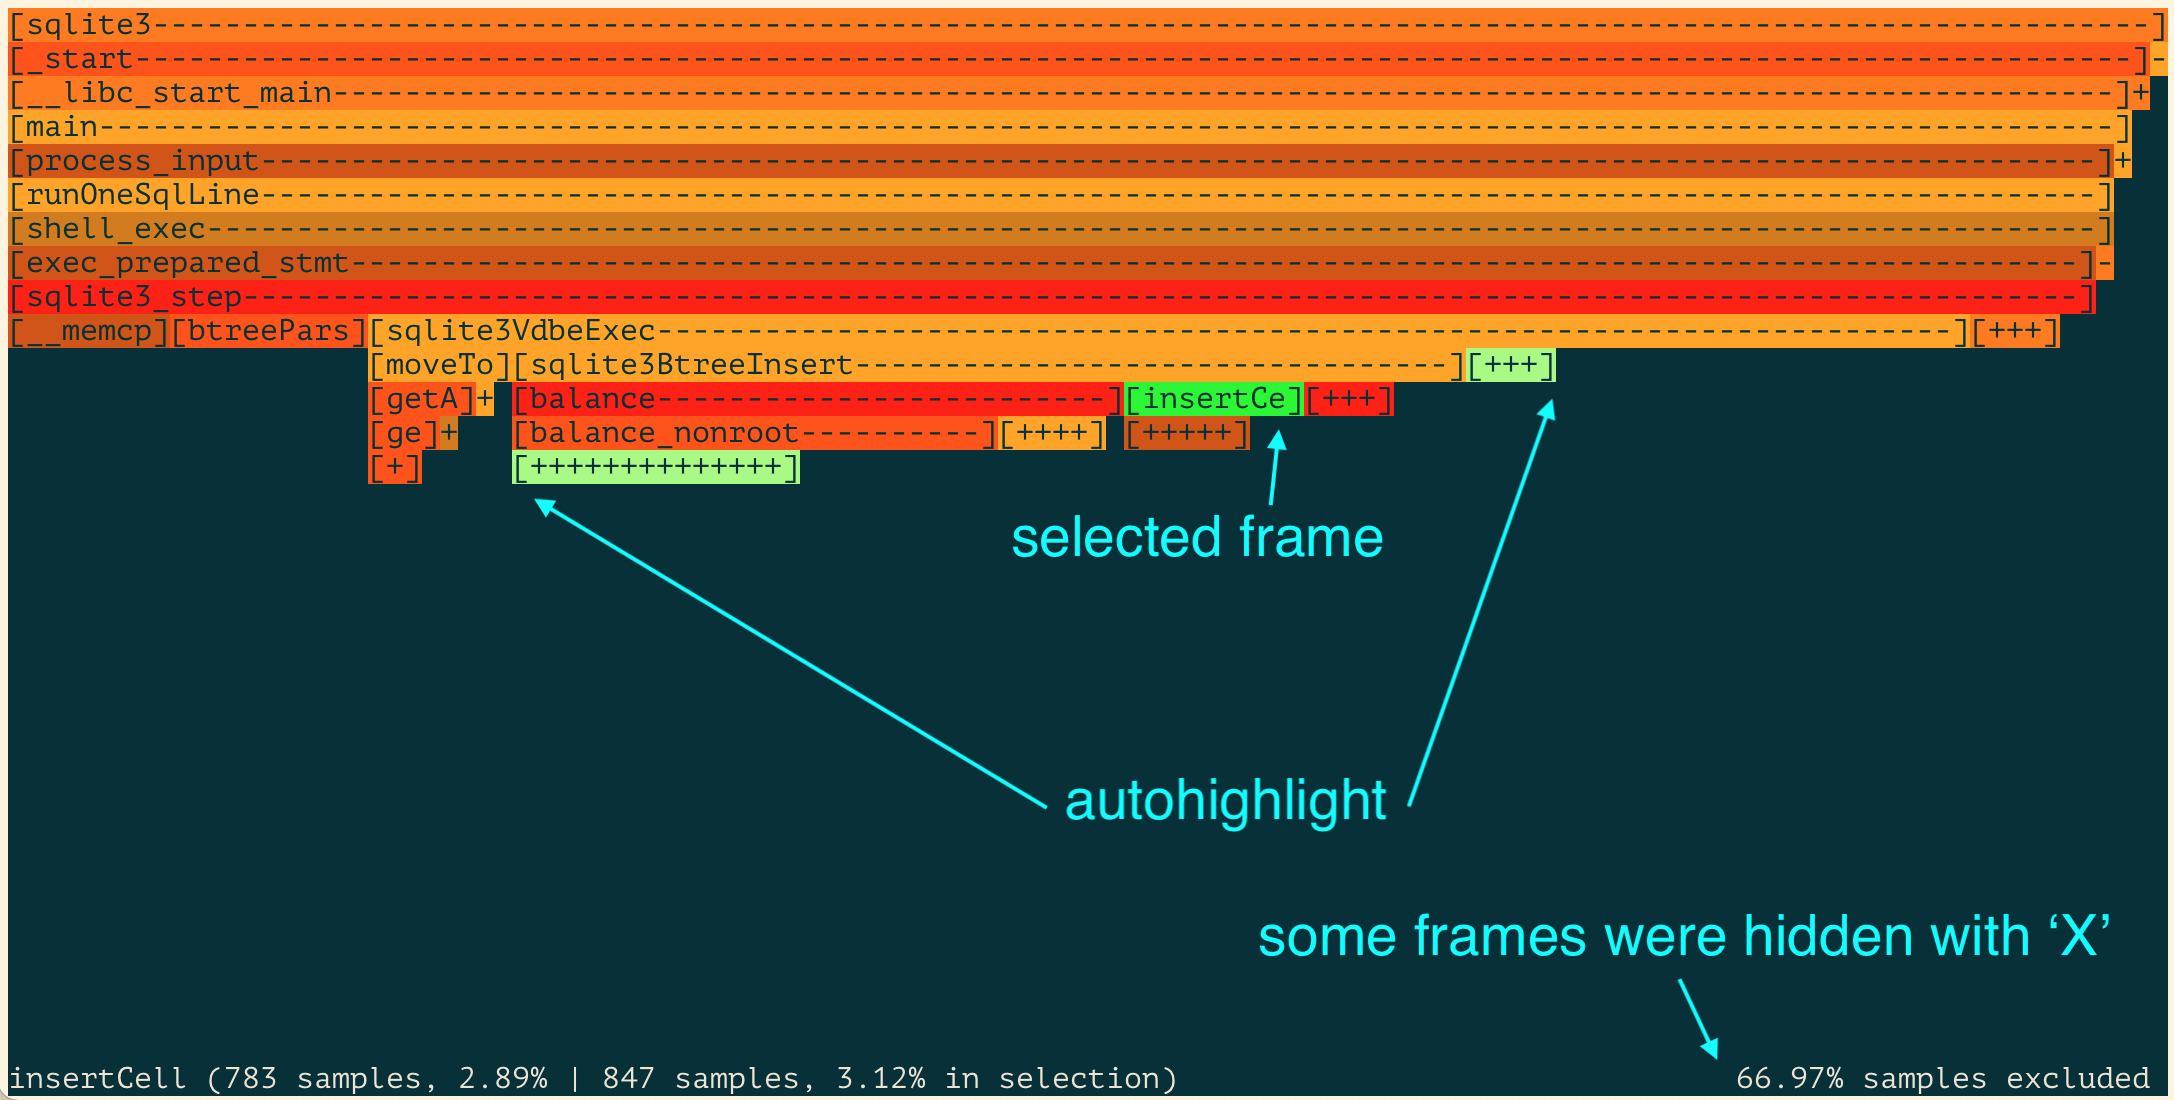 [sqlite3---------------------------------------------------------------------------------------------------------------]
[_start---------------------------------------------------------------------------------------------------------------]-
[__libc_start_main---------------------------------------------------------------------------------------------------]+
[main----------------------------------------------------------------------------------------------------------------]
[process_input------------------------------------------------------------------------------------------------------]+
[runOneSqlLine------------------------------------------------------------------------------------------------------]
[shell_exec---------------------------------------------------------------------------------------------------------]
[exec_prepared_stmt------------------------------------------------------------------------------------------------]-
[sqlite3_step------------------------------------------------------------------------------------------------------]
[__memcp][btreePars][sqlite3VdbeExec------------------------------------------------------------------------][+++]
[moveTo][sqlite3BtreeInsert---------------------------------][+++]
[getA]+ [balance-------------------------][insertCe][+++]
[ge]+ [balance_nonroot----------][++++] [+++++]
[+] [++++++++++++++]
selected frame
autohighlight
some frames were hidden with ‘X’
insertCell (783 samples, 2.89% | 847 samples, 3.12% in selection) 66.97% samples excluded